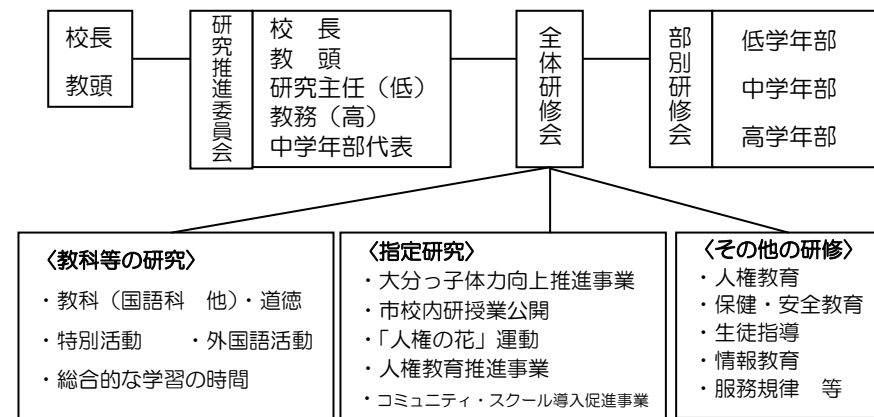 校長
教頭
研究推進委員会
校　長
教　頭
研究主任（低）
教務（高）
中学年部代表
全体研修会
部別研修会
低学年部
中学年部
高学年部
〈教科等の研究〉
・教科（国語科　他）・道徳
・特別活動　　・外国語活動
・総合的な学習の時間
〈指定研究〉
・大分っ子体力向上推進事業
・市校内研授業公開
・「人権の花」運動
・人権教育推進事業
・コミュニティ・スクール導入促進事業
〈その他の研修〉
・人権教育
・保健・安全教育
・生徒指導
・情報教育
・服務規律　等